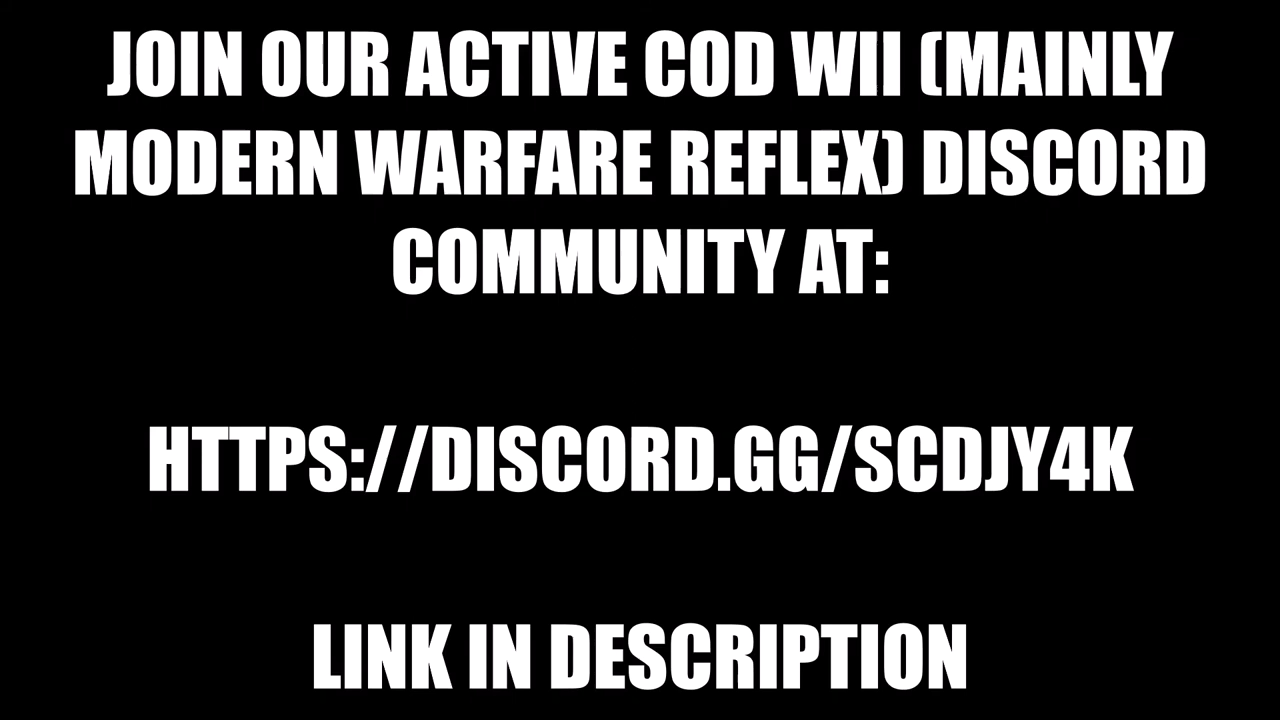 JOIN OUR ACTIVE COD WII (MAINLY
MODERN WARFARE REFLEX) DISCORD
COMMUNITY AT:
HTTPS://DISCORD.GG/SCDJY4K
LINK IN DESCRIPTION